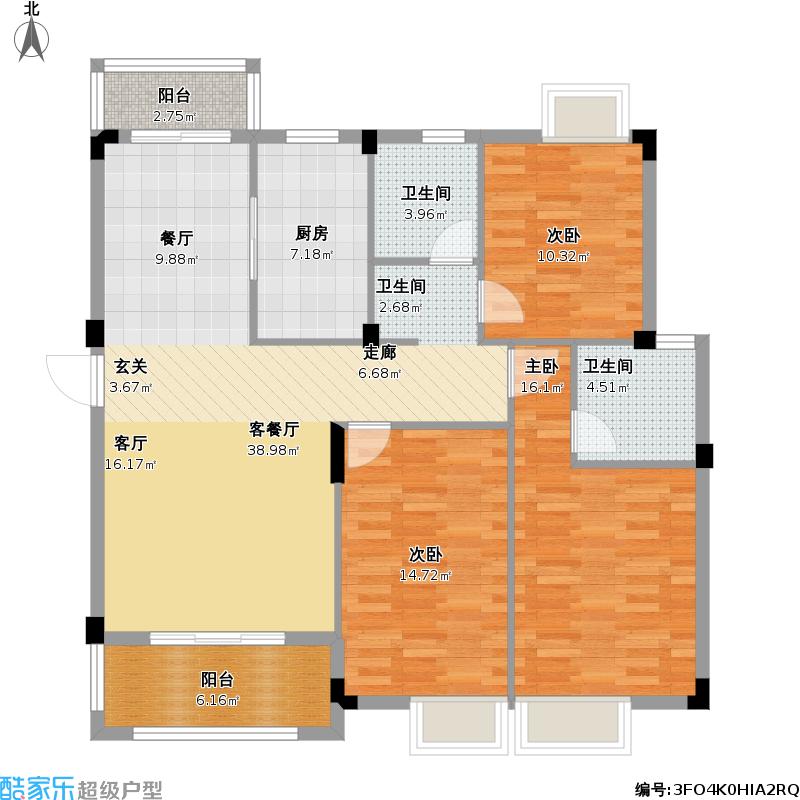 北
阳台
2.75㎡
卫生间
3.96㎡
餐厅
9.88㎡
厨房
7.18㎡
次卧
10.32㎡
卫生间
2.68㎡
玄关
3.67㎡
走廊
6.68㎡
主卧
16.1㎡
卫生间
4.51㎡
客厅
16.17㎡
客餐厅
38.98㎡
次卧
14.72㎡
阳台
6.16㎡
酷家乐超级户型
编号:3FO4K0HIA2RQ